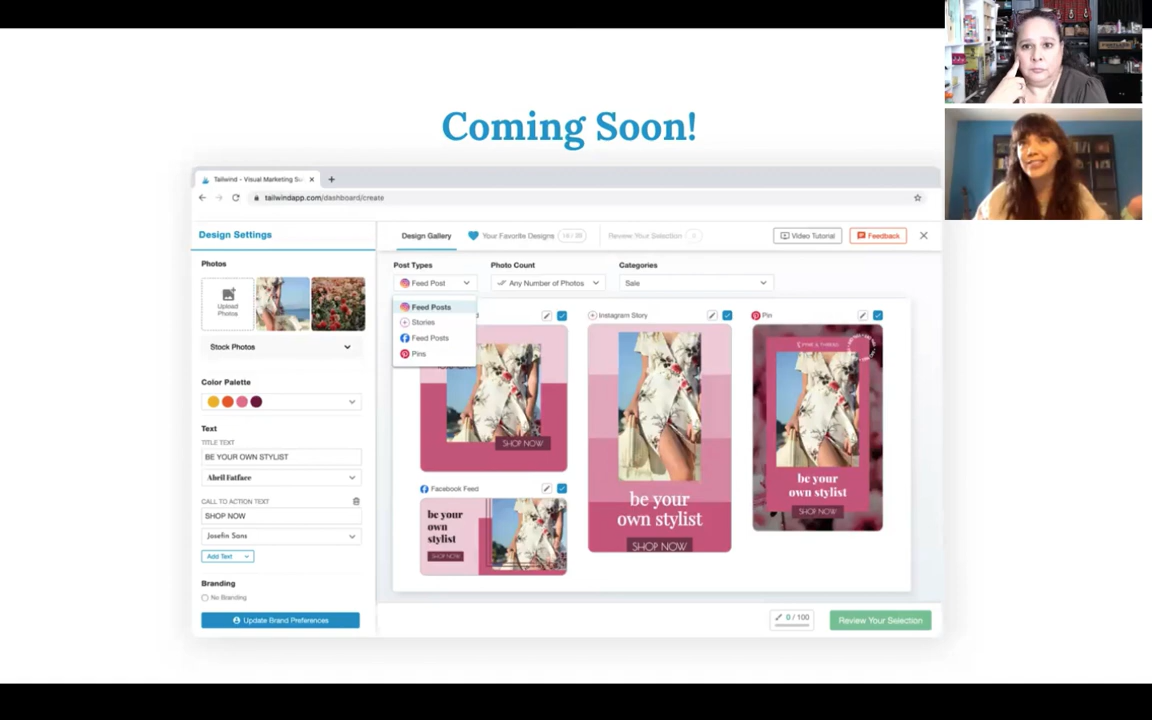 Coming Soon!
Tailwind - Visual Marketing Su
tailwindapp.com/dashboard/create
Design Settings
Design Gallery
Your Favorite Designs
Review Your Selection
0
Video Tutorial
Feedback
Photos
Upload
Photos
Stock Photos
Color Palette
Text
TITLE TEXT
BE YOUR OWN STYLIST
Abril Fatface
CALL TO ACTION TEXT
SHOP NOW
Josefin Sans
Add Text
Branding
No Branding
Update Brand Preferences
Post Types
Photo Count
Categories
Feed Post
Any Number of Photos
Sale
Feed Posts
Stories
Feed Posts
Pins
Instagram Story
Pin
SHOP NOW
Facebook Feed
be your
own
stylist
SHOP NOW
be your
own stylist
SHOP NOW
be your
own stylist
SHOP NOW
0 / 100
Review Your Selection